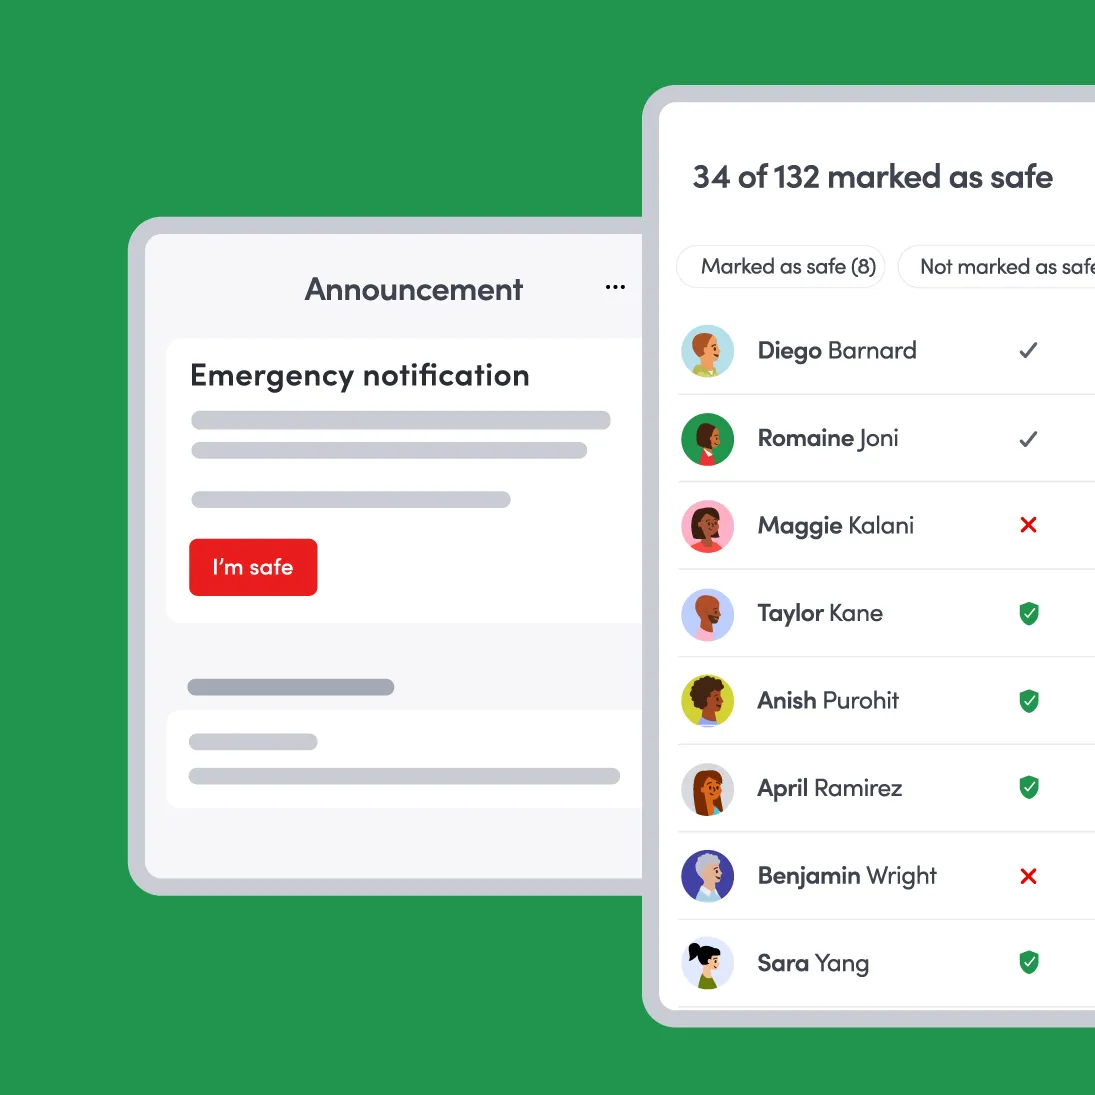 Announcement
Emergency notification
I’m safe
34 of 132 marked as safe
Marked as safe (8)
Not marked as safe
Diego Barnard
Romaine Joni
Maggie Kalani
Taylor Kane
Anish Purohit
April Ramirez
Benjamin Wright
Sara Yang